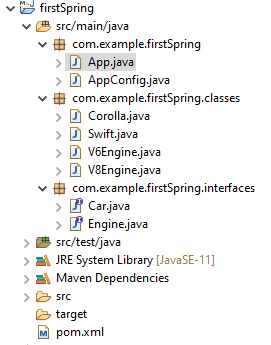 firstSpring
src/main/java
com.example.firstSpring
App.java
AppConfig.java
com.example.firstSpring.classes
Corolla.java
Swift.java
V6Engine.java
V8Engine.java
com.example.firstSpring.interfaces
Car.java
Engine.java
src/test/java
JRE System Library [JavaSE-11]
Maven Dependencies
src
target
pom.xml